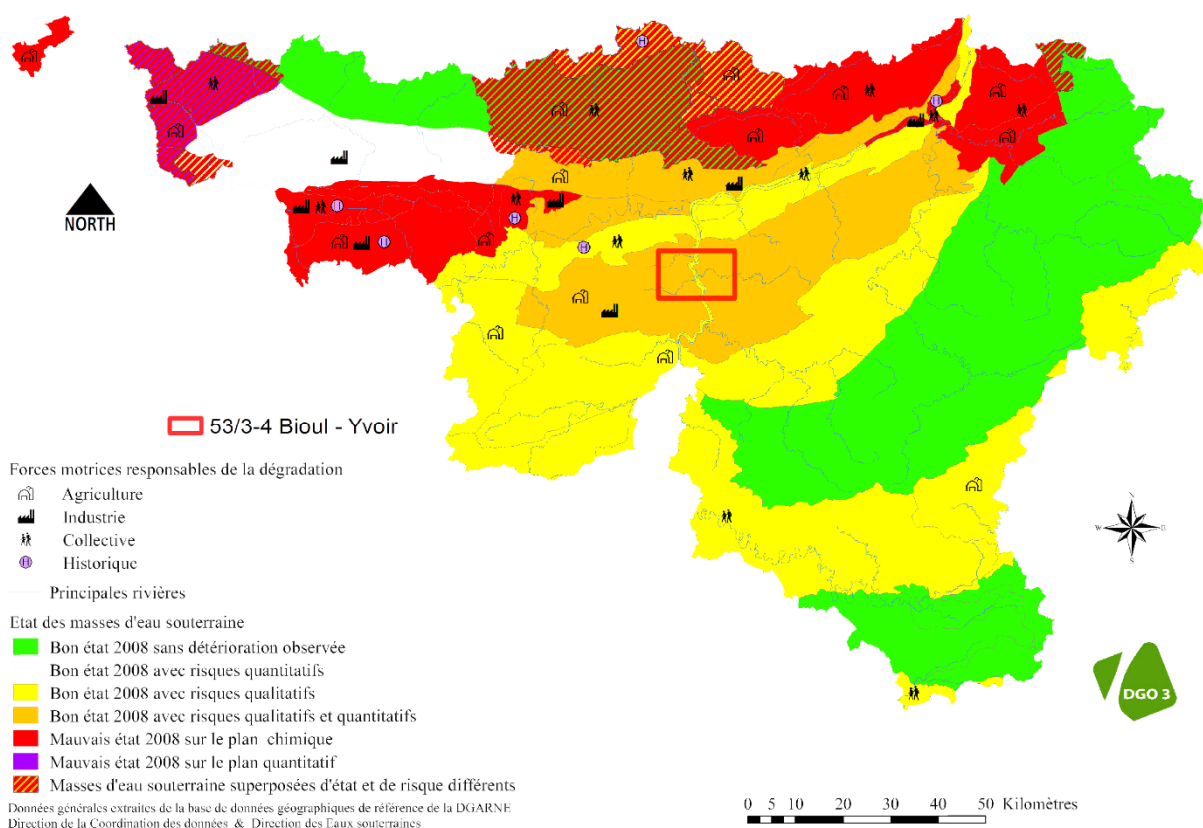 NORTH
53/3-4 Bioul - Yvoir
Forces motrices responsables de la dégradation
Agriculture
Industrie
Collective
H Historique
Principales rivières
Etat des masses d'eau souterraine
Bon état 2008 sans détérioration observée
Bon état 2008 avec risques quantitatifs
Bon état 2008 avec risques qualitatifs
Bon état 2008 avec risques qualitatifs et quantitatifs
Mauvais état 2008 sur le plan chimique
Mauvais état 2008 sur le plan quantitatif
Masses d'eau souterraine superposées d'état et de risque différents
Données générales extraites de la base de données géographiques de référence de la DGARNE
Direction de la Coordination des données & Direction des Eaux souterraines
N
W E
S
DGO 3
0 5 10 20 30 40 50 Kilomètres
H
H
H
H
H
H